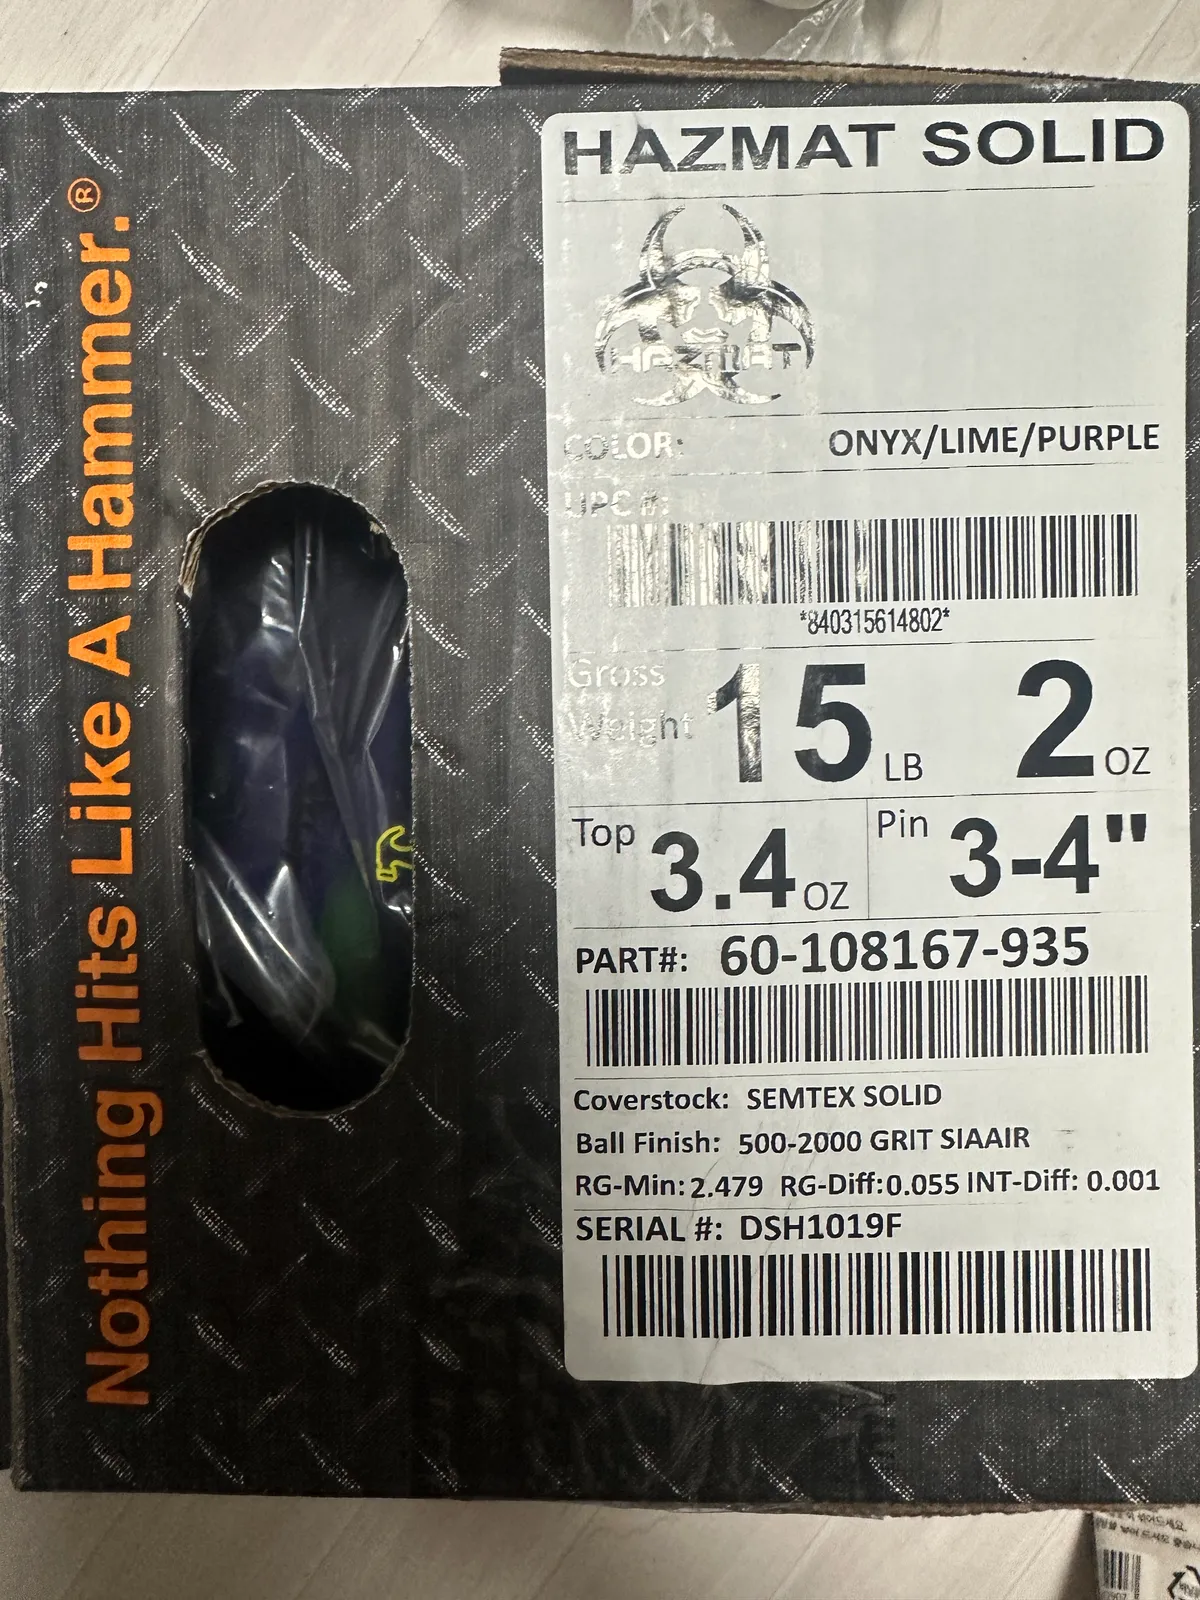 Nothing Hits Like A Hammer.®
HAZMAT SOLID
HAZMAT
COLOR: ONYX/LIME/PURPLE
UPC #:
*840315614802*
Gross Weight 15 LB 2 OZ
Top 3.4 OZ Pin 3-4"
PART#: 60-108167-935
Coverstock: SEMTEX SOLID
Ball Finish: 500-2000 GRIT SIAAIR
RG-Min: 2.479 RG-Diff: 0.055 INT-Diff: 0.001
SERIAL #: DSH1019F